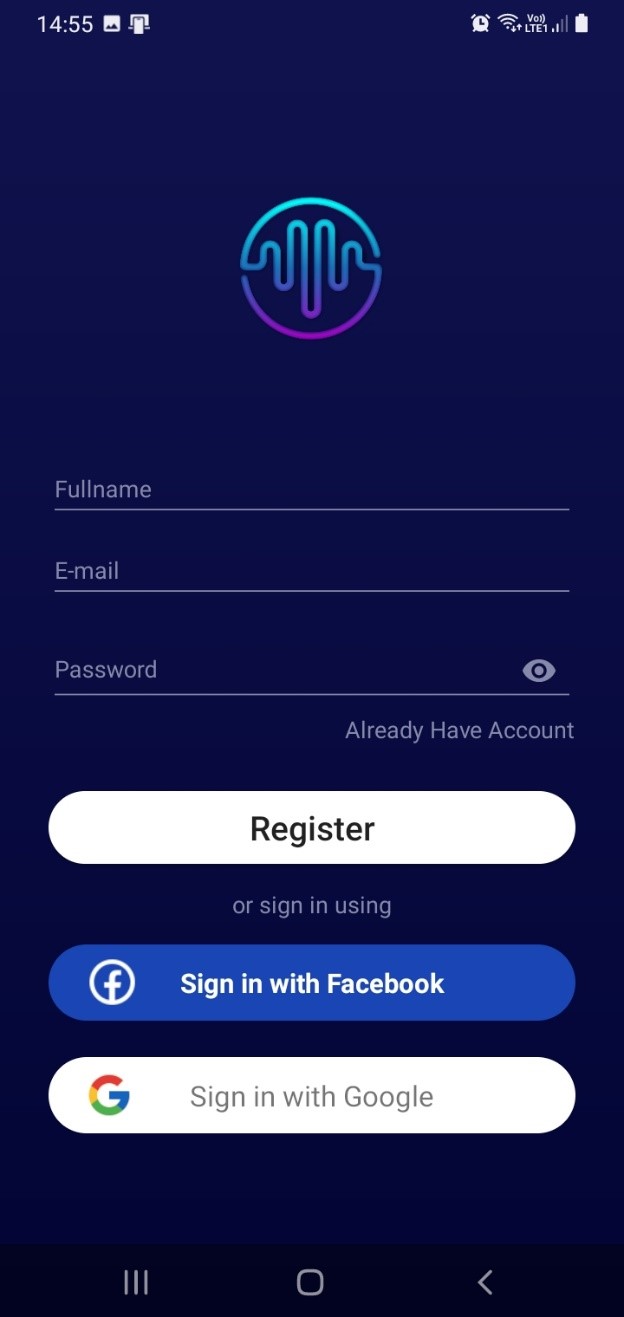 14:55
Vo))
LTE1
Fullname
E-mail
Password
Already Have Account
Register
or sign in using
Sign in with Facebook
Sign in with Google